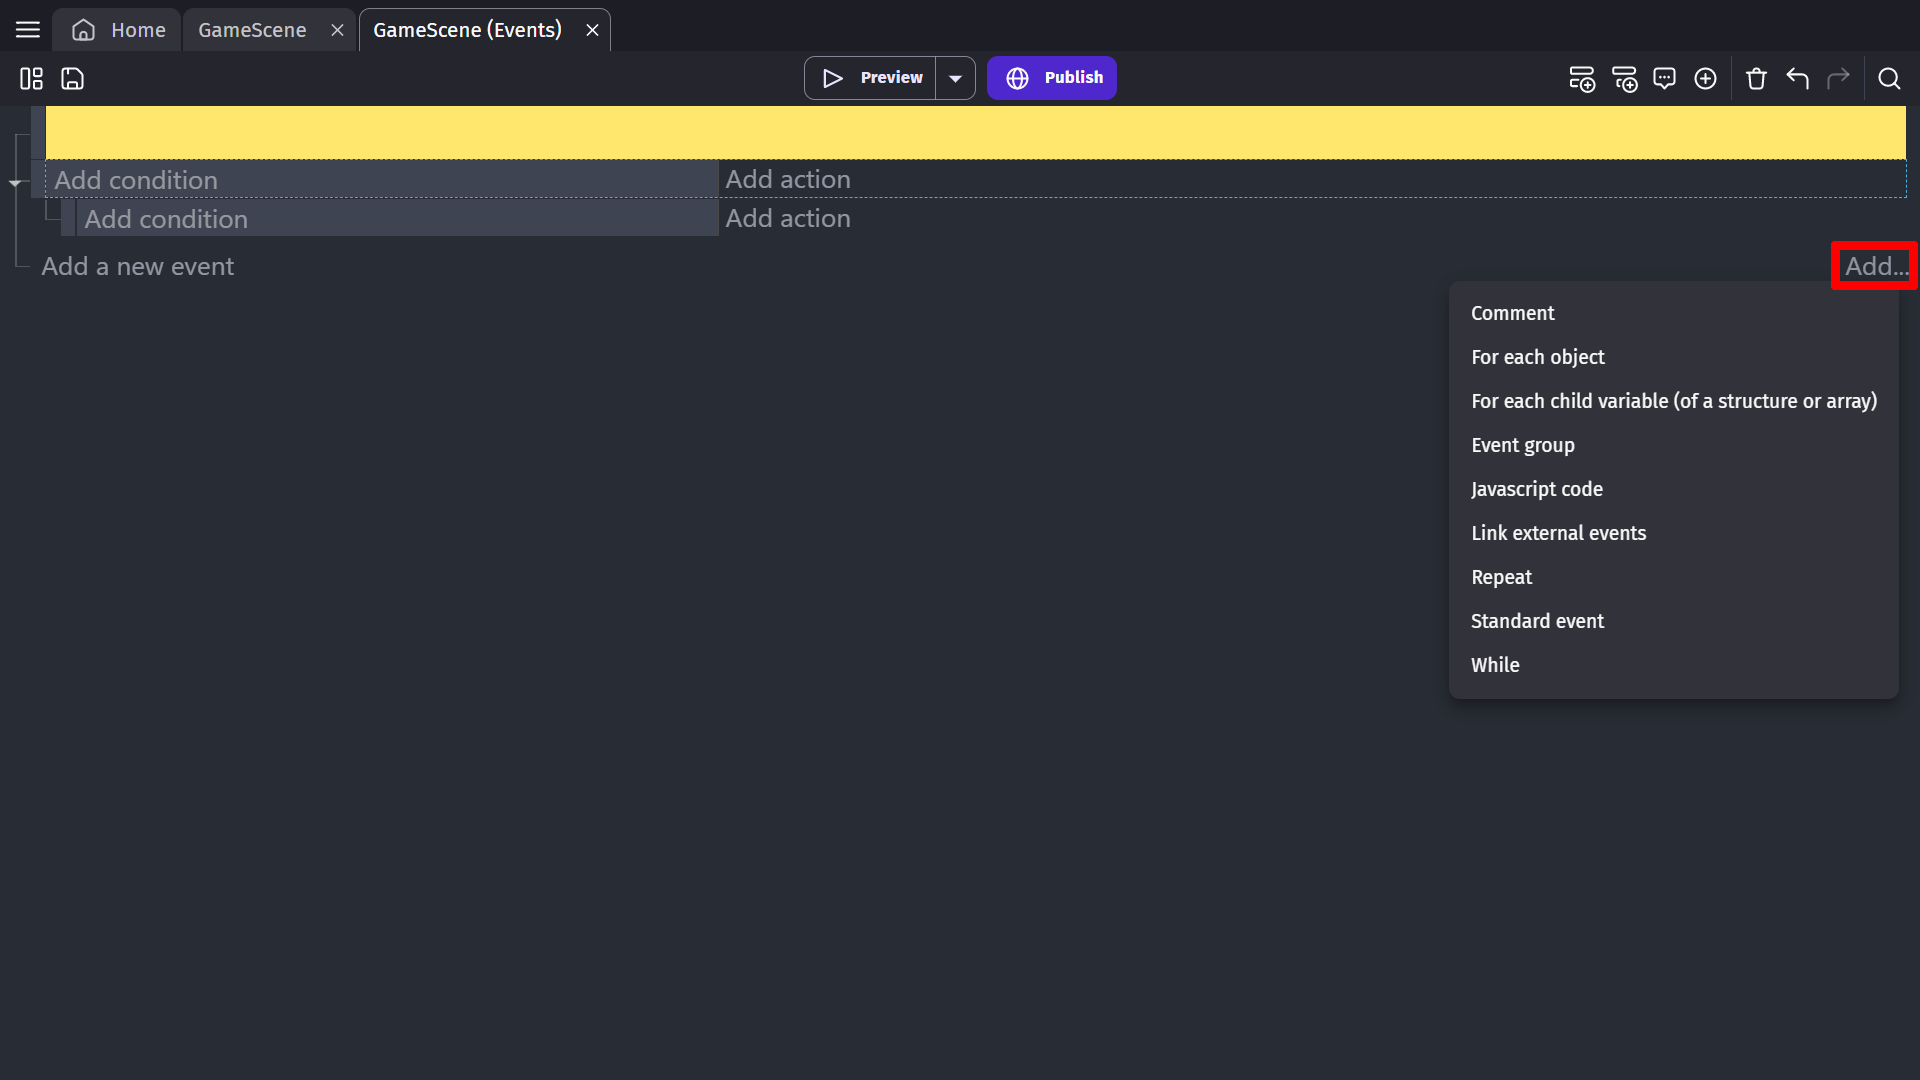 Home
GameScene
GameScene (Events)
Preview
Publish
Add condition
Add action
Add condition
Add action
Add a new event
Add...
Comment
For each object
For each child variable (of a structure or array)
Event group
Javascript code
Link external events
Repeat
Standard event
While